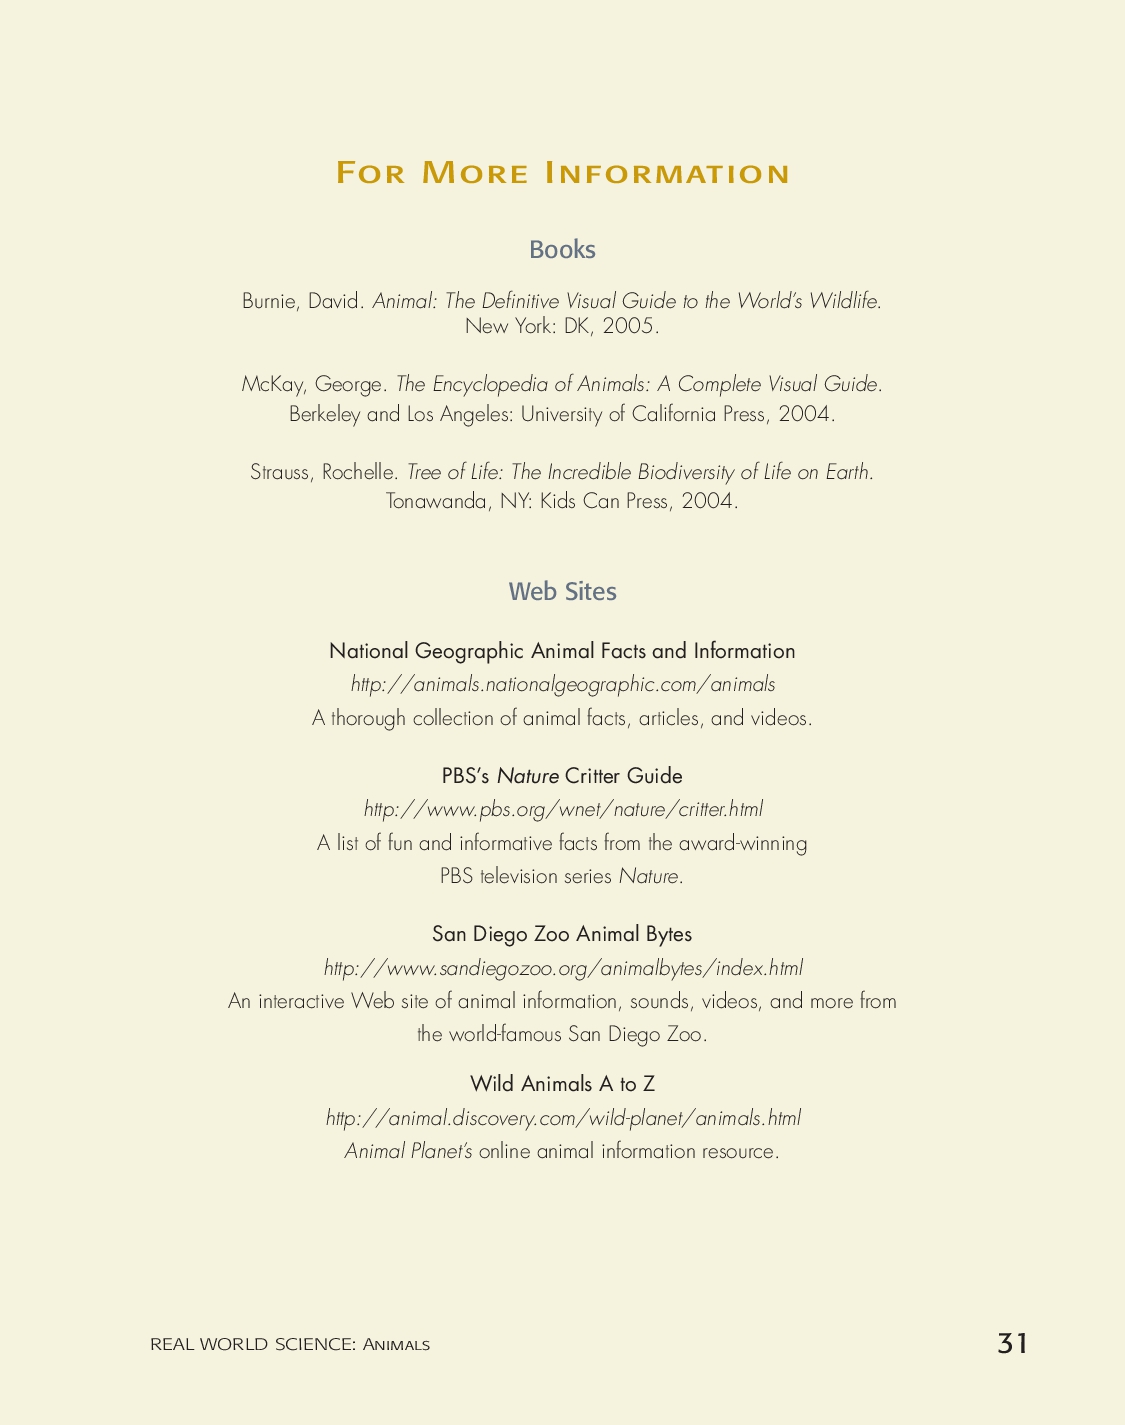 For More Information
Books
Burnie, David. Animal: The Definitive Visual Guide to the World’s Wildlife.
New York: DK, 2005.
McKay, George. The Encyclopedia of Animals: A Complete Visual Guide.
Berkeley and Los Angeles: University of California Press, 2004.
Strauss, Rochelle. Tree of Life: The Incredible Biodiversity of Life on Earth.
Tonawanda, NY: Kids Can Press, 2004.
Web Sites
National Geographic Animal Facts and Information
http://animals.nationalgeographic.com/animals
A thorough collection of animal facts, articles, and videos.
PBS’s Nature Critter Guide
http://www.pbs.org/wnet/nature/critter.html
A list of fun and informative facts from the award-winning
PBS television series Nature.
San Diego Zoo Animal Bytes
http://www.sandiegozoo.org/animalbytes/index.html
An interactive Web site of animal information, sounds, videos, and more from
the world-famous San Diego Zoo.
Wild Animals A to Z
http://animal.discovery.com/wild-planet/animals.html
Animal Planet’s online animal information resource.
REAL WORLD SCIENCE: Animals
31